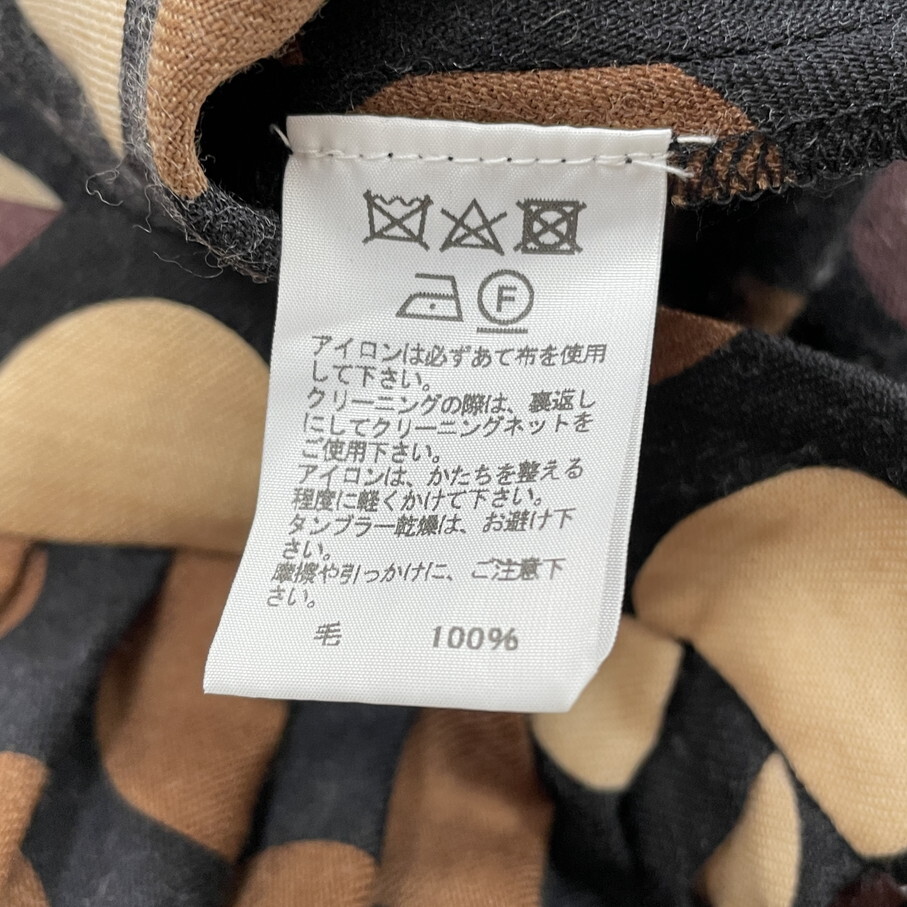 F
アイロンは必ずあて布を使用
して下さい。
クリーニングの際は、裏返し
にしてクリーニングネットを
ご使用下さい。
アイロンは、かたちを整える
程度に軽くかけて下さい。
タンブラー乾燥は、お避け下
さい。
摩擦や引っかけに、ご注意下
さい。
毛 100%